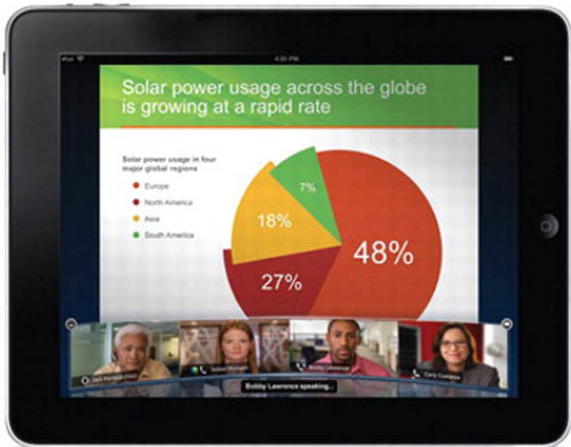 iPad
4:35 PM
Solar power usage across the globe
is growing at a rapid rate
Solar power usage in four
major global regions
Europe
North America
Asia
South America
7%
18%
48%
27%
Bobby Lawrence
Bobby Lawrence speaking...